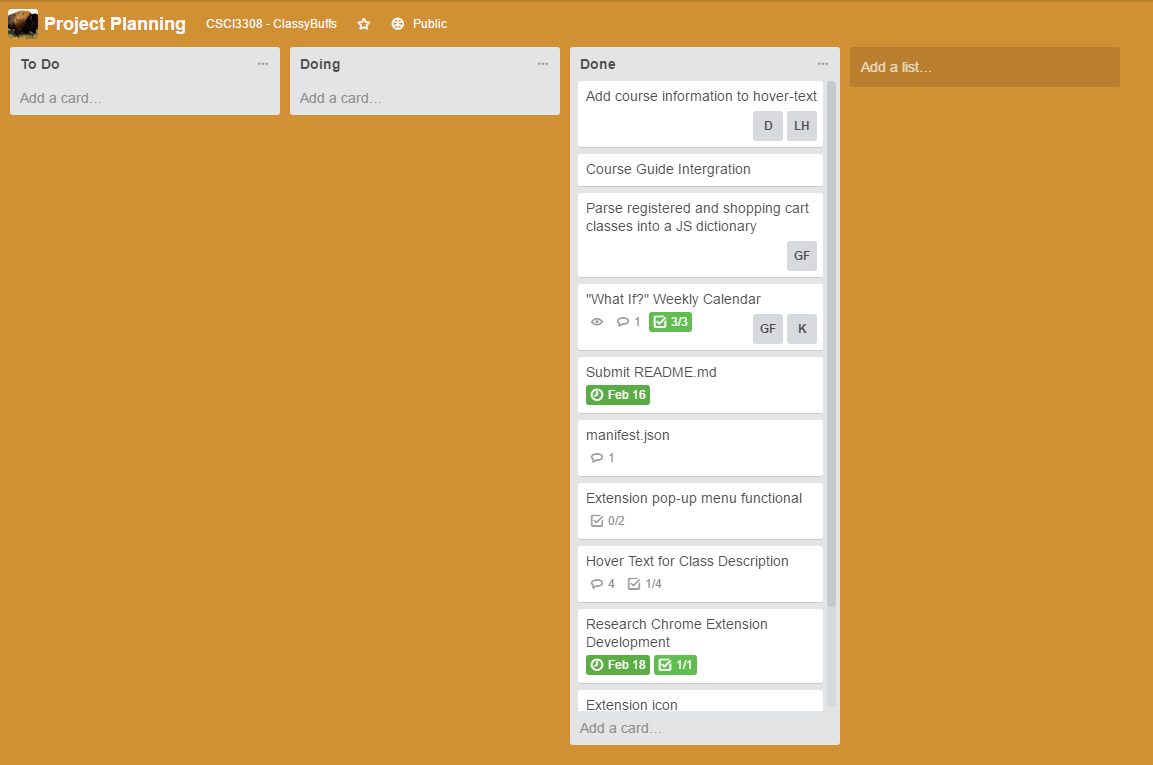 Project Planning CSCI3308 - ClassyBuffs Public
To Do
Add a card…
Doing
Add a card…
Done
Add course information to hover-text
D LH
Course Guide Intergration
Parse registered and shopping cart
classes into a JS dictionary
GF
"What If?" Weekly Calendar
1 3/3 GF K
Submit README.md
Feb 16
manifest.json
1
Extension pop-up menu functional
0/2
Hover Text for Class Description
4 1/4
Research Chrome Extension
Development
Feb 18 1/1
Extension icon
Add a card…
Add a list…